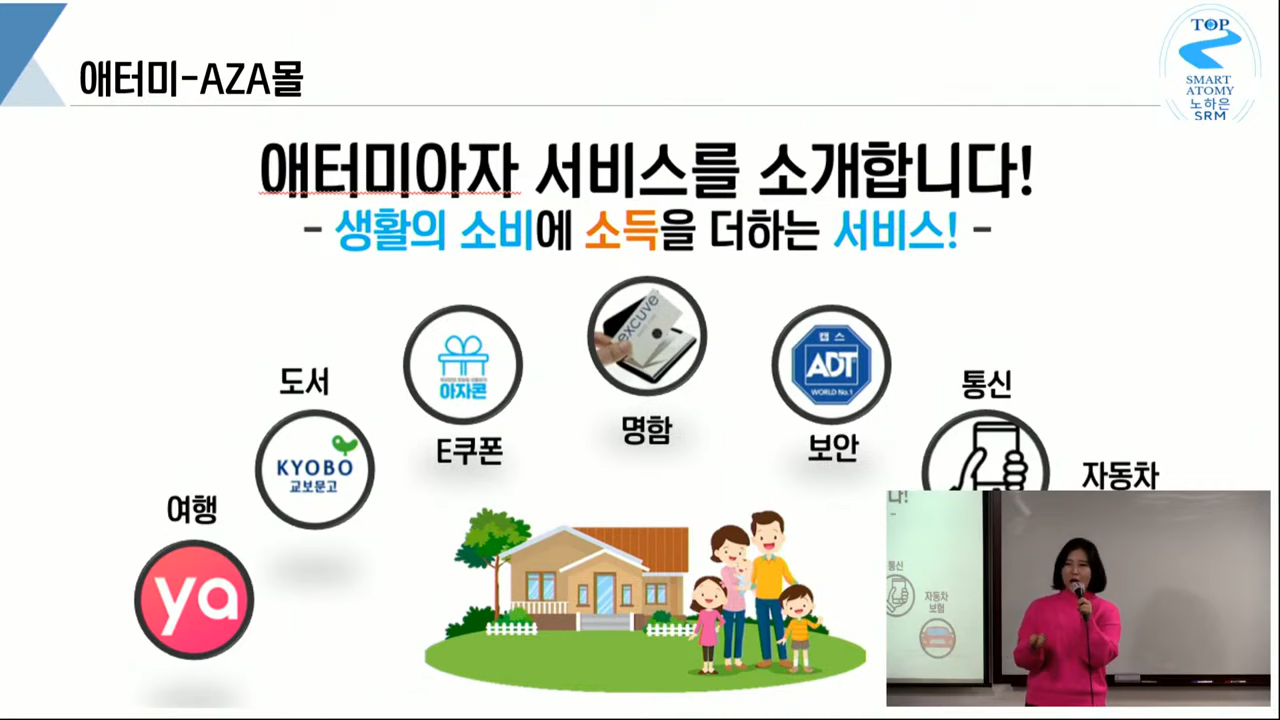 애터미-AZA몰
TOP
SMART
ATOMY
노하은
SRM
애터미아자 서비스를 소개합니다!
- 생활의 소비에 소득을 더하는 서비스! -
excuve
명함
아자콘
E쿠폰
캡스
ADT
WORLD No.1
보안
도서
KYOBO
교보문고
통신
자동차
여행
ya
나!
통신
자동차
보험